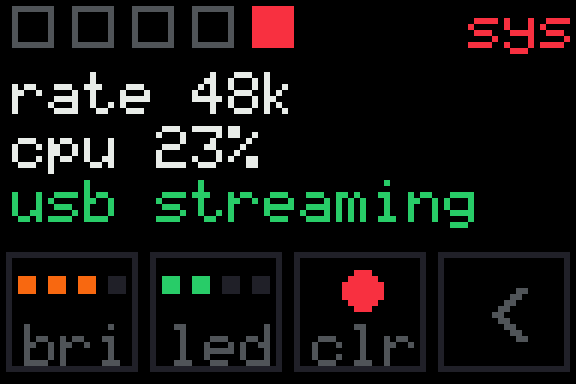 sys
rate 48k
cpu 23%
usb streaming
bri led clr <